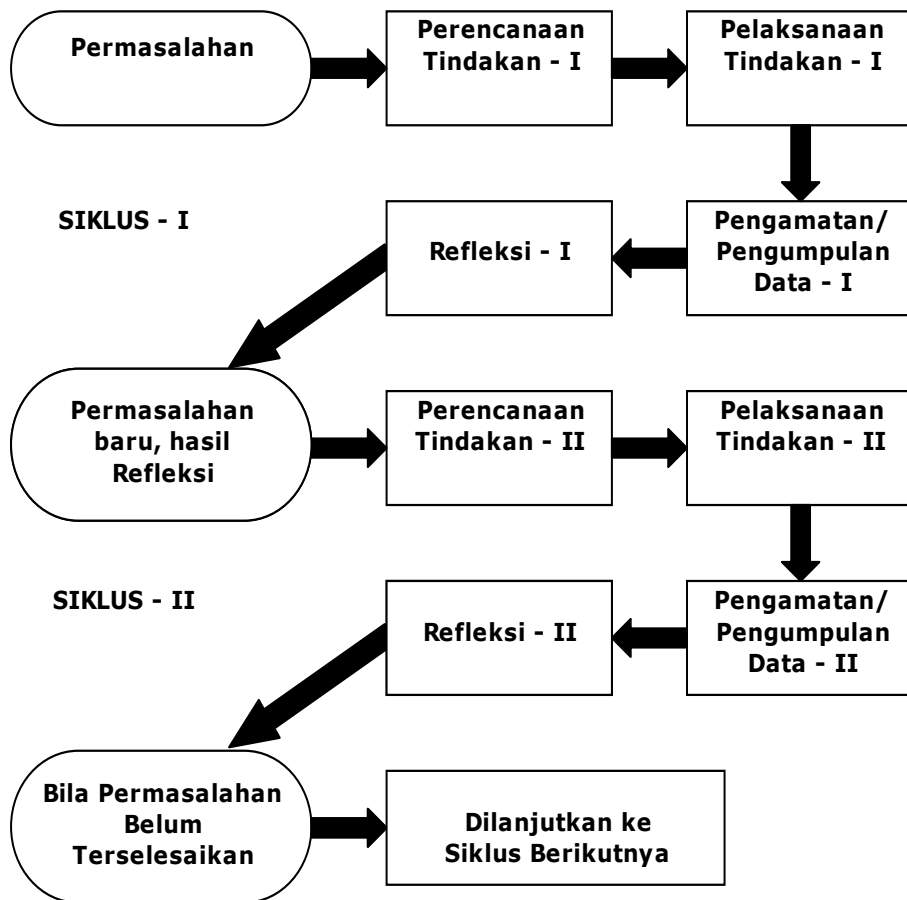 Permasalahan
Perencanaan
Tindakan - I
Pelaksanaan
Tindakan - I
SIKLUS - I
Refleksi - I
Pengamatan/
Pengumpulan
Data - I
Permasalahan
baru, hasil
Refleksi
Perencanaan
Tindakan - II
Pelaksanaan
Tindakan - II
SIKLUS - II
Refleksi - II
Pengamatan/
Pengumpulan
Data - II
Bila Permasalahan
Belum
Terselesaikan
Dilanjutkan ke
Siklus Berikutnya